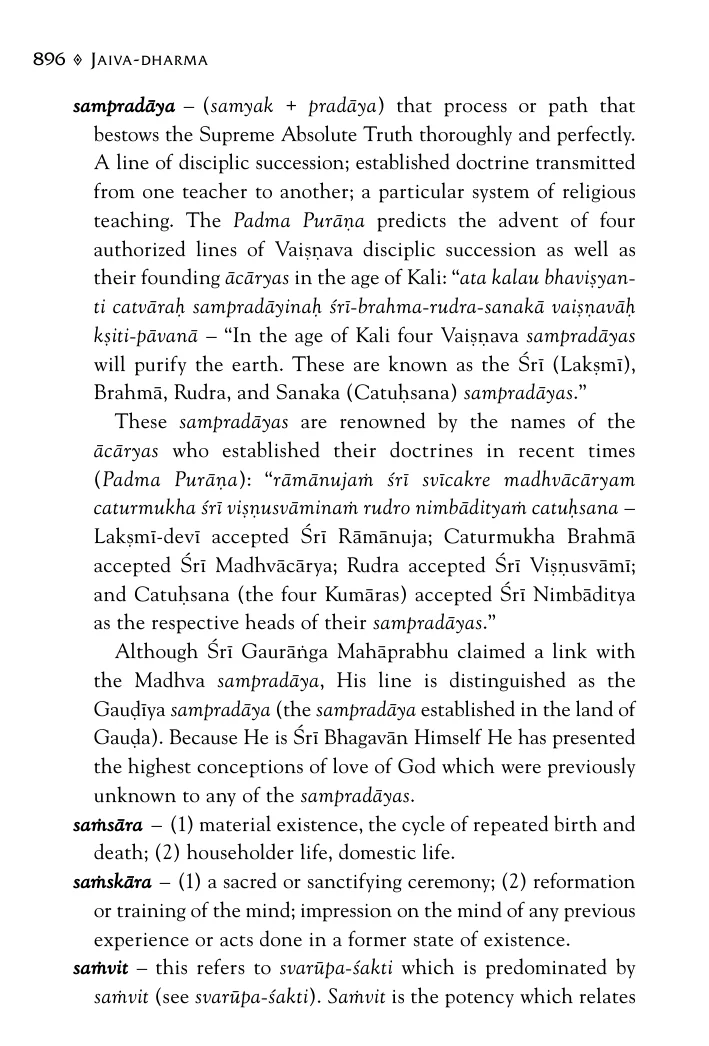 896 ◊ JAIVA-DHARMA
sampradāya – (samyak + pradāya) that process or path that
bestows the Supreme Absolute Truth thoroughly and perfectly.
A line of disciplic succession; established doctrine transmitted
from one teacher to another; a particular system of religious
teaching. The Padma Purāṇa predicts the advent of four
authorized lines of Vaiṣṇava disciplic succession as well as
their founding ācāryas in the age of Kali: “ata kalau bhaviṣyan-
ti catvāraḥ sampradāyinaḥ śrī-brahma-rudra-sanakā vaiṣṇavāḥ
kṣiti-pāvanā – “In the age of Kali four Vaiṣṇava sampradāyas
will purify the earth. These are known as the Śrī (Lakṣmī),
Brahmā, Rudra, and Sanaka (Catuḥsana) sampradāyas.”
These sampradāyas are renowned by the names of the
ācāryas who established their doctrines in recent times
(Padma Purāṇa): “rāmānujaṁ śrī svīcakre madhvācāryam
caturmukha śrī viṣṇusvāminaṁ rudro nimbādityaṁ catuḥsana –
Lakṣmī-devī accepted Śrī Rāmānuja; Caturmukha Brahmā
accepted Śrī Madhvācārya; Rudra accepted Śrī Viṣṇusvāmī;
and Catuḥsana (the four Kumāras) accepted Śrī Nimbāditya
as the respective heads of their sampradāyas.”
Although Śrī Gaurāṅga Mahāprabhu claimed a link with
the Madhva sampradāya, His line is distinguished as the
Gauḍīya sampradāya (the sampradāya established in the land of
Gauḍa). Because He is Śrī Bhagavān Himself He has presented
the highest conceptions of love of God which were previously
unknown to any of the sampradāyas.
saṁsāra – (1) material existence, the cycle of repeated birth and
death; (2) householder life, domestic life.
saṁskāra – (1) a sacred or sanctifying ceremony; (2) reformation
or training of the mind; impression on the mind of any previous
experience or acts done in a former state of existence.
saṁvit – this refers to svarūpa-śakti which is predominated by
saṁvit (see svarūpa-śakti). Saṁvit is the potency which relates